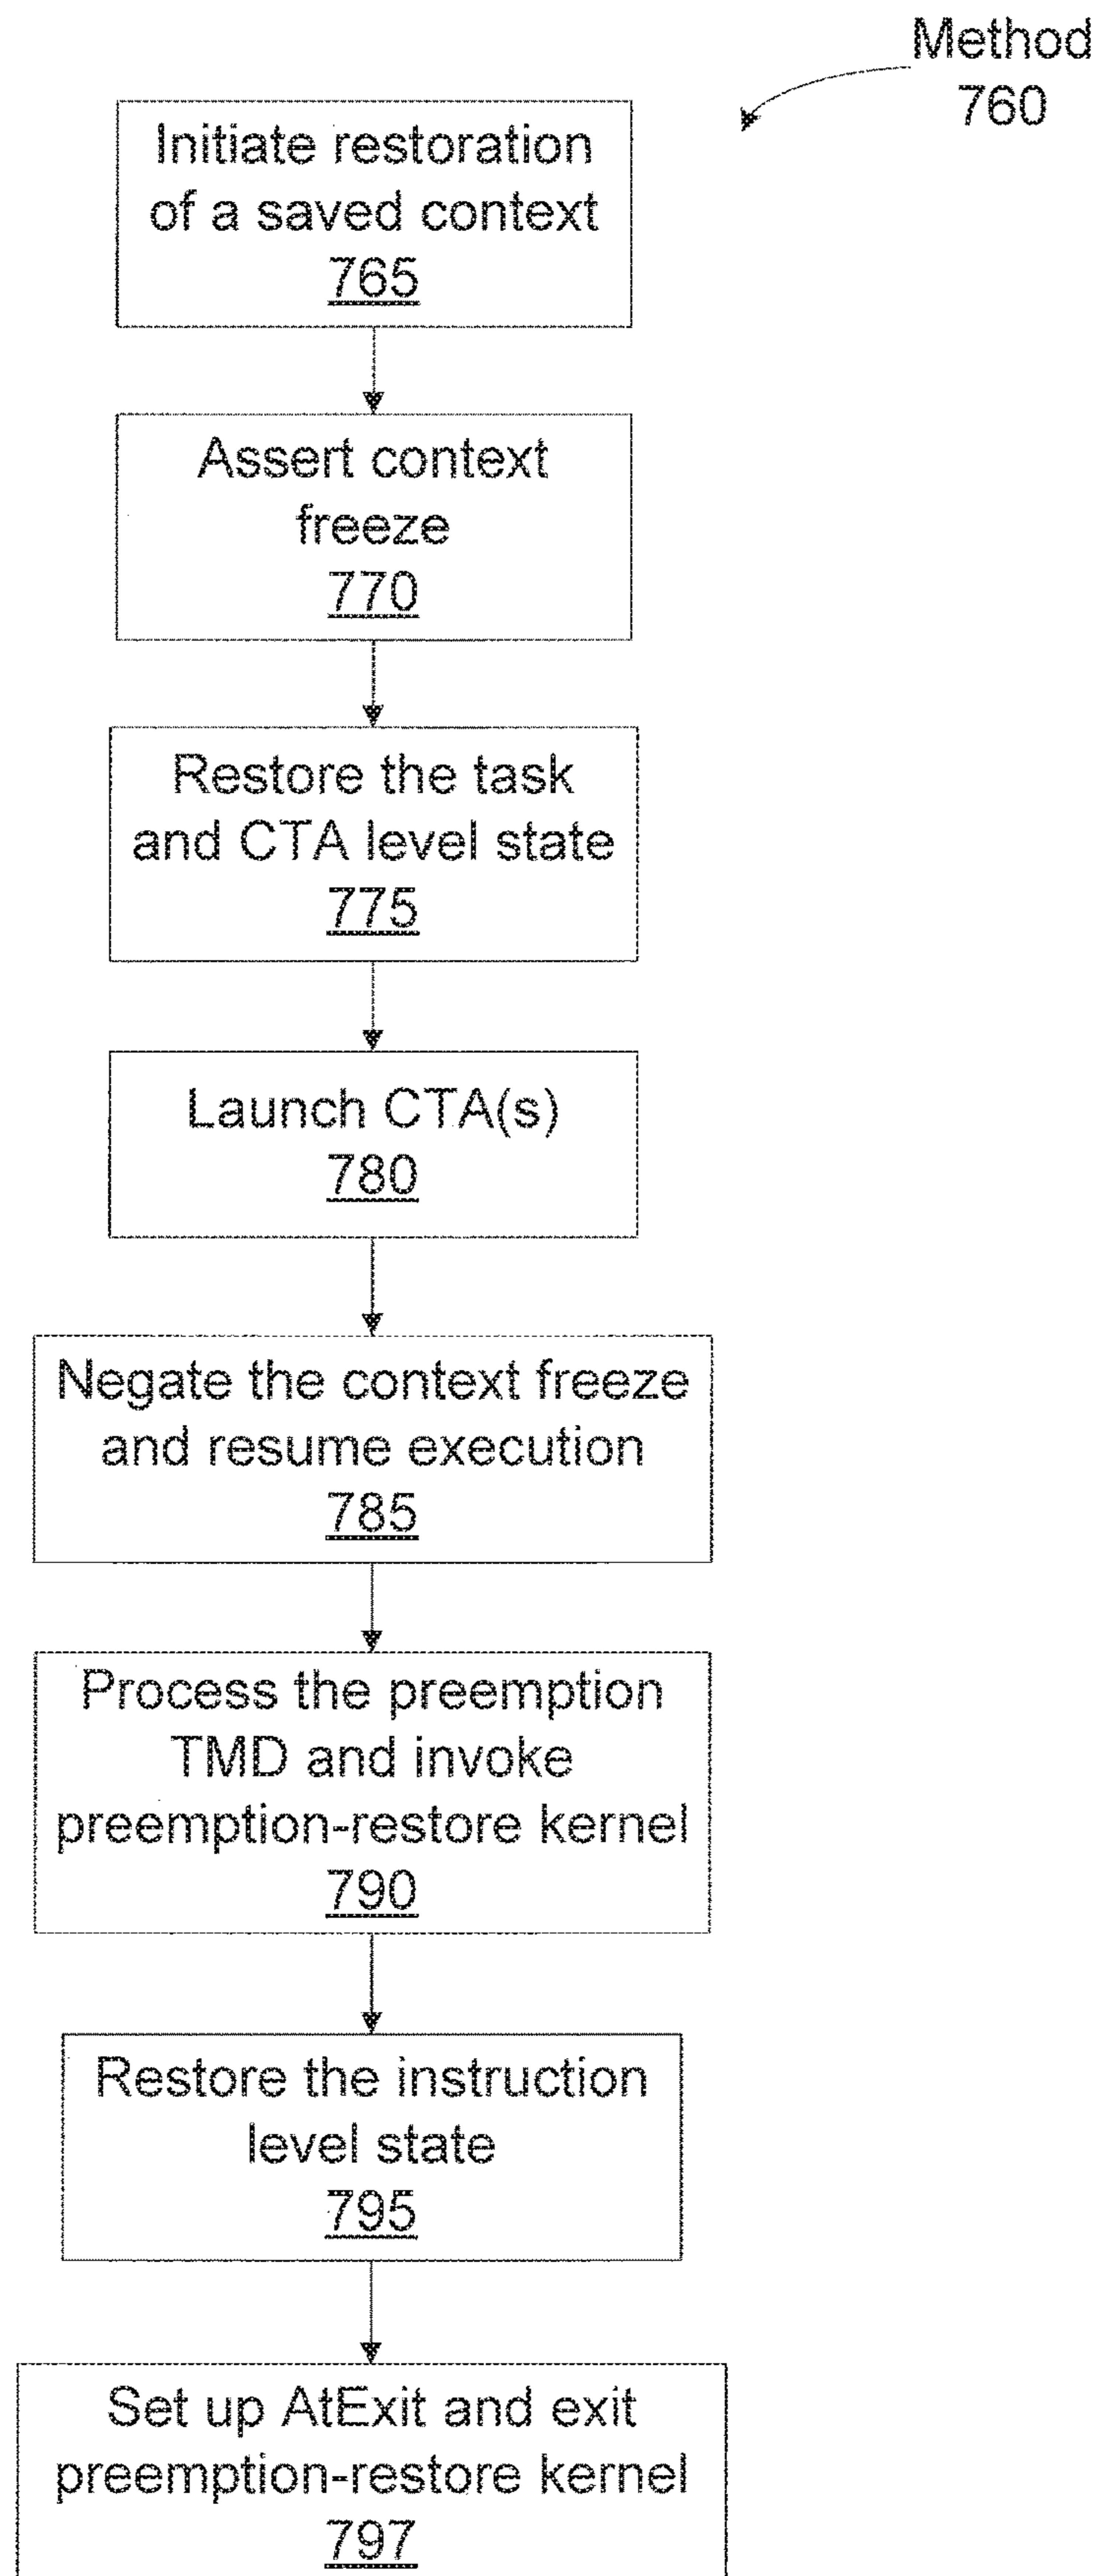 Method
760
Initiate restoration
of a saved context
765
Assert context
freeze
770
Restore the task
and CTA level state
775
Launch CTA(s)
780
Negate the context freeze
and resume execution
785
Process the preemption
TMD and invoke
preemption-restore kernel
790
Restore the instruction
level state
795
Set up AtExit and exit
preemption-restore kernel
797